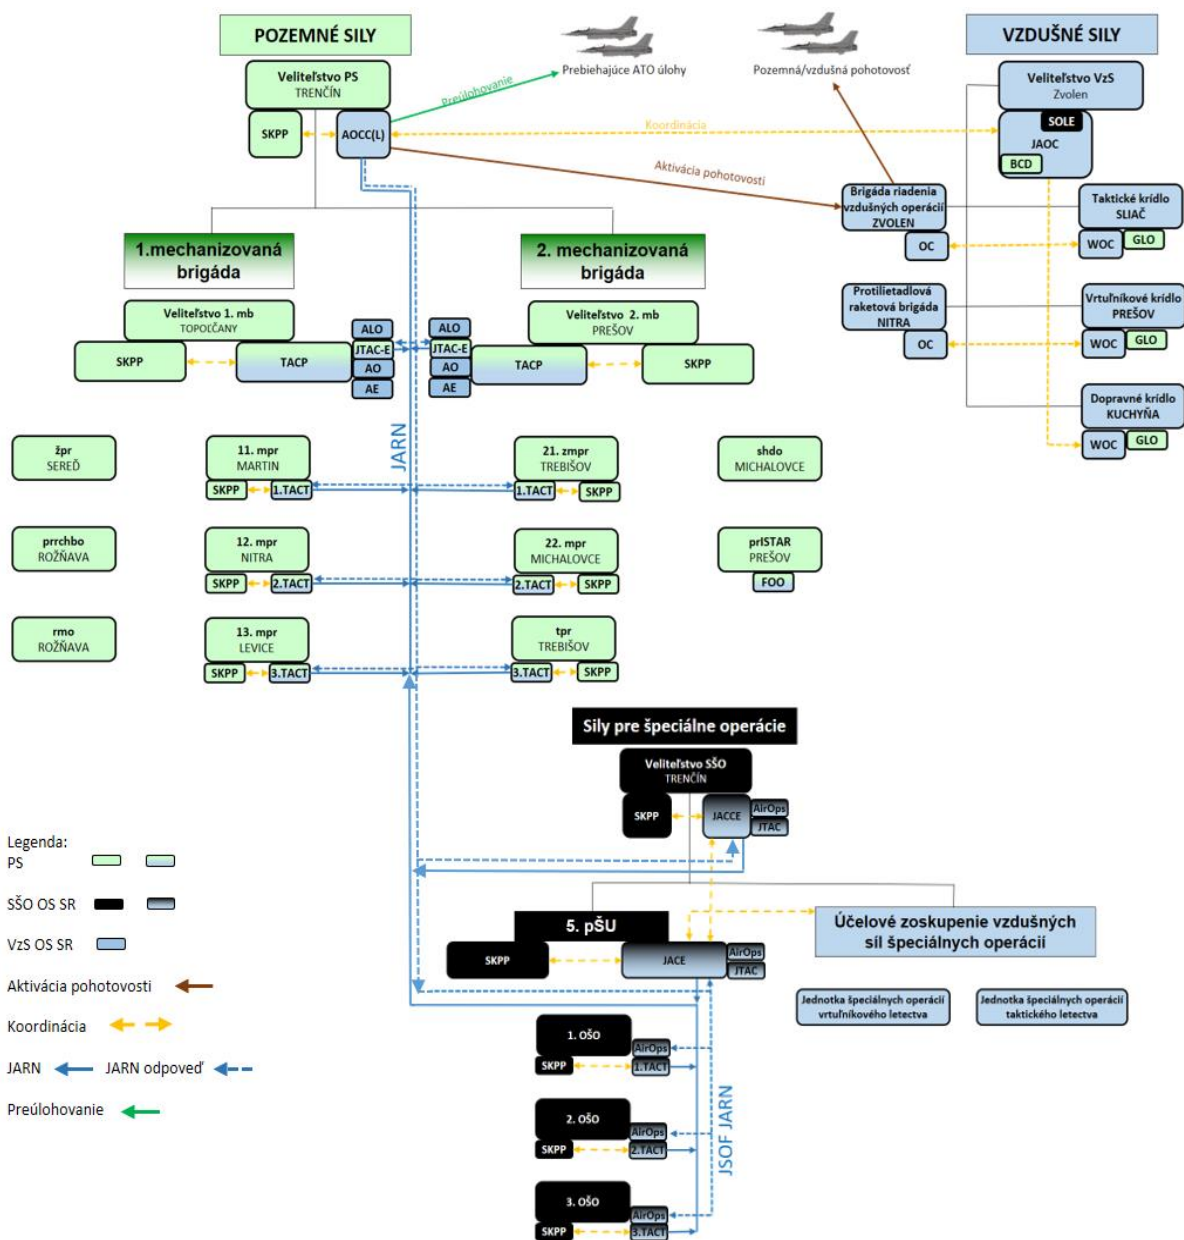 POZEMNÉ SILY
VZDUŠNÉ SILY
Prebiehajúce ATO úlohy
Pozemná/vzdušná pohotovosť
Veliteľstvo PS
TRENČÍN
Veliteľstvo VzS
Zvolen
SKPP
AOCC(L)
Preúlohovanie
Koordinácia
Aktivácia pohotovosti
SOLE
JAOC
BCD
Brigáda riadenia
vzdušných operácií
ZVOLEN
OC
Taktické krídlo
SLIAČ
WOC
GLO
1.mechanizovaná
brigáda
2. mechanizovaná
brigáda
Protilietadlová
raketová brigáda
NITRA
OC
Vrtuľníkové krídlo
PREŠOV
WOC
GLO
Veliteľstvo 1. mb
TOPOĽČANY
SKPP
TACP
ALO
JTAC-E
AO
AE
ALO
JTAC-E
AO
AE
Veliteľstvo 2. mb
PREŠOV
TACP
SKPP
Dopravné krídlo
KUCHYŇA
WOC
GLO
JARN
žpr
SEREĎ
11. mpr
MARTIN
SKPP
1.TACT
21. zmpr
TREBIŠOV
1.TACT
SKPP
shdo
MICHALOVCE
prrchbo
ROŽŇAVA
12. mpr
NITRA
SKPP
2.TACT
22. mpr
MICHALOVCE
2.TACT
SKPP
prISTAR
PREŠOV
FOO
rmo
ROŽŇAVA
13. mpr
LEVICE
SKPP
3.TACT
tpr
TREBIŠOV
3.TACT
SKPP
Sily pre špeciálne operácie
Veliteľstvo SŠO
TRENČÍN
SKPP
JACCE
AirOps
JTAC
5. pŠU
SKPP
JACE
AirOps
JTAC
Účelové zoskupenie vzdušných
síl špeciálnych operácií
Jednotka špeciálnych operácií
vrtuľníkového letectva
Jednotka špeciálnych operácií
taktického letectva
1. OŠO
AirOps
SKPP
1.TACT
2. OŠO
AirOps
SKPP
2.TACT
3. OŠO
AirOps
SKPP
3.TACT
JSOF JARN
Legenda:
PS
SŠO OS SR
VzS OS SR
Aktivácia pohotovosti
Koordinácia
JARN
JARN odpoveď
Preúlohovanie